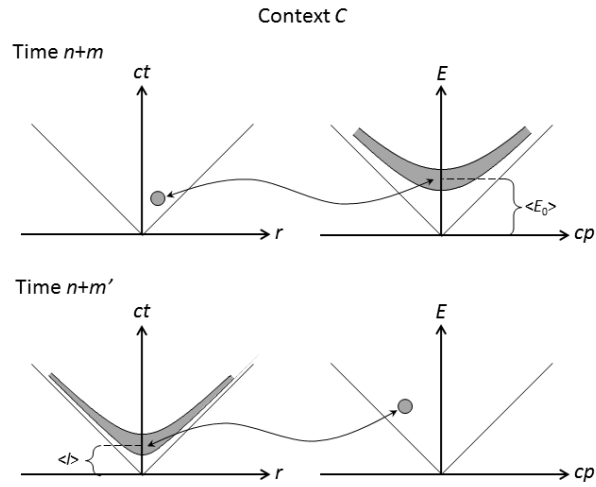 Context C
Time n+m
ct
E
<E₀>
r
cp
Time n+m’
ct
E
<l>
r
cp